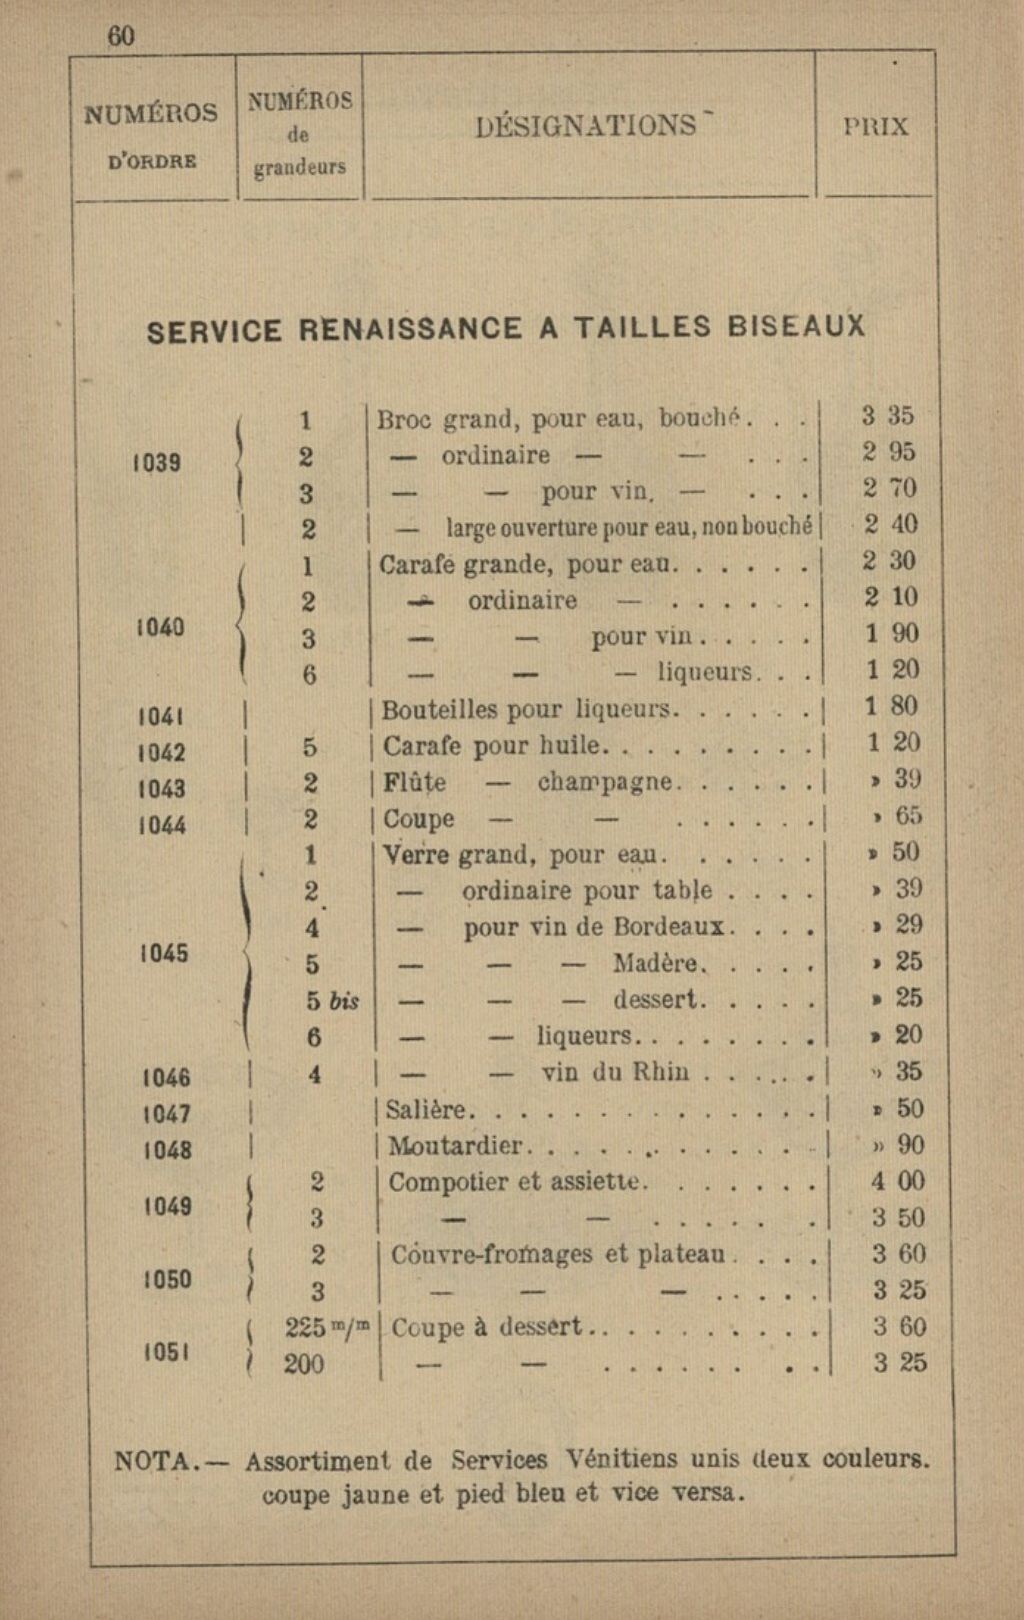 60
NUMÉROS D'ORDRE | NUMÉROS de grandeurs | DÉSIGNATIONS | PRIX
SERVICE RENAISSANCE A TAILLES BISEAUX
1 Broc grand, pour eau, bouché. . . 3 35
1039 2 — ordinaire — — . . . 2 95
3 — — pour vin. — . . . 2 70
2 — large ouverture pour eau, non bouché 2 40
1 Carafe grande, pour eau. . . . . . 2 30
2 — ordinaire — . . . . . . 2 10
1040 3 — — pour vin . . . . . 1 90
6 — — — liqueurs. . . 1 20
1041 Bouteilles pour liqueurs. . . . . . 1 80
1042 5 Carafe pour huile. . . . . . . . . 1 20
1043 2 Flûte — champagne. . . . . . » 39
1044 2 Coupe — — . . . . . . » 65
1 Verre grand, pour eau. . . . . . » 50
2 — ordinaire pour table . . . . » 39
4 — pour vin de Bordeaux. . . . » 29
1045 5 — — — Madère. . . . . » 25
5 bis — — — dessert. . . . . » 25
6 — — liqueurs. . . . . . . . » 20
1046 4 — — vin du Rhin . . . . . . » 35
1047 Salière. . . . . . . . . . . . . . » 50
1048 Moutardier. . . . . . . . . . . . » 90
2 Compotier et assiette. . . . . . . 4 00
1049 3 — — . . . . . . 3 50
2 Couvre-fromages et plateau . . . . 3 60
1050 3 — — — . . . . . 3 25
225 m/m Coupe à dessert. . . . . . . . . . 3 60
1051 200 — — . . . . . . . . 3 25
NOTA. — Assortiment de Services Vénitiens unis deux couleurs.
coupe jaune et pied bleu et vice versa.